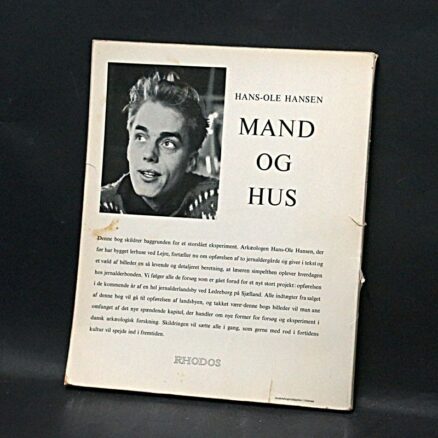 HANS-OLE HANSEN
MAND
OG
HUS
Denne bog skildrer baggrunden for et storslået eksperiment. Arkæologen Hans-Ole Hansen, der
før har bygget lerhuse ved Lejre, fortæller nu om opførelsen af to jernaldergårde og giver i tekst og
et væld af billeder en så levende og detaljeret beretning, at læseren simpelthen oplever hverdagen
hos jernalderbonden. Vi følger alle de forsøg som er gået forud for et nyt stort projekt: opførelsen
i de kommende år af en hel jernalderlandsby ved Ledreborg på Sjælland. Alle indtægter fra salget
af denne bog vil gå til opførelsen af landsbyen, og takket være denne bogs billeder vil man ane
omfanget af det nye spændende kapitel, der handler om nye former for forsøg og eksperiment i
dansk arkæologisk forskning. Skildringen vil sætte alle i gang, som gerne med rod i fortidens
kultur vil spejde ind i fremtiden.
RHODOS